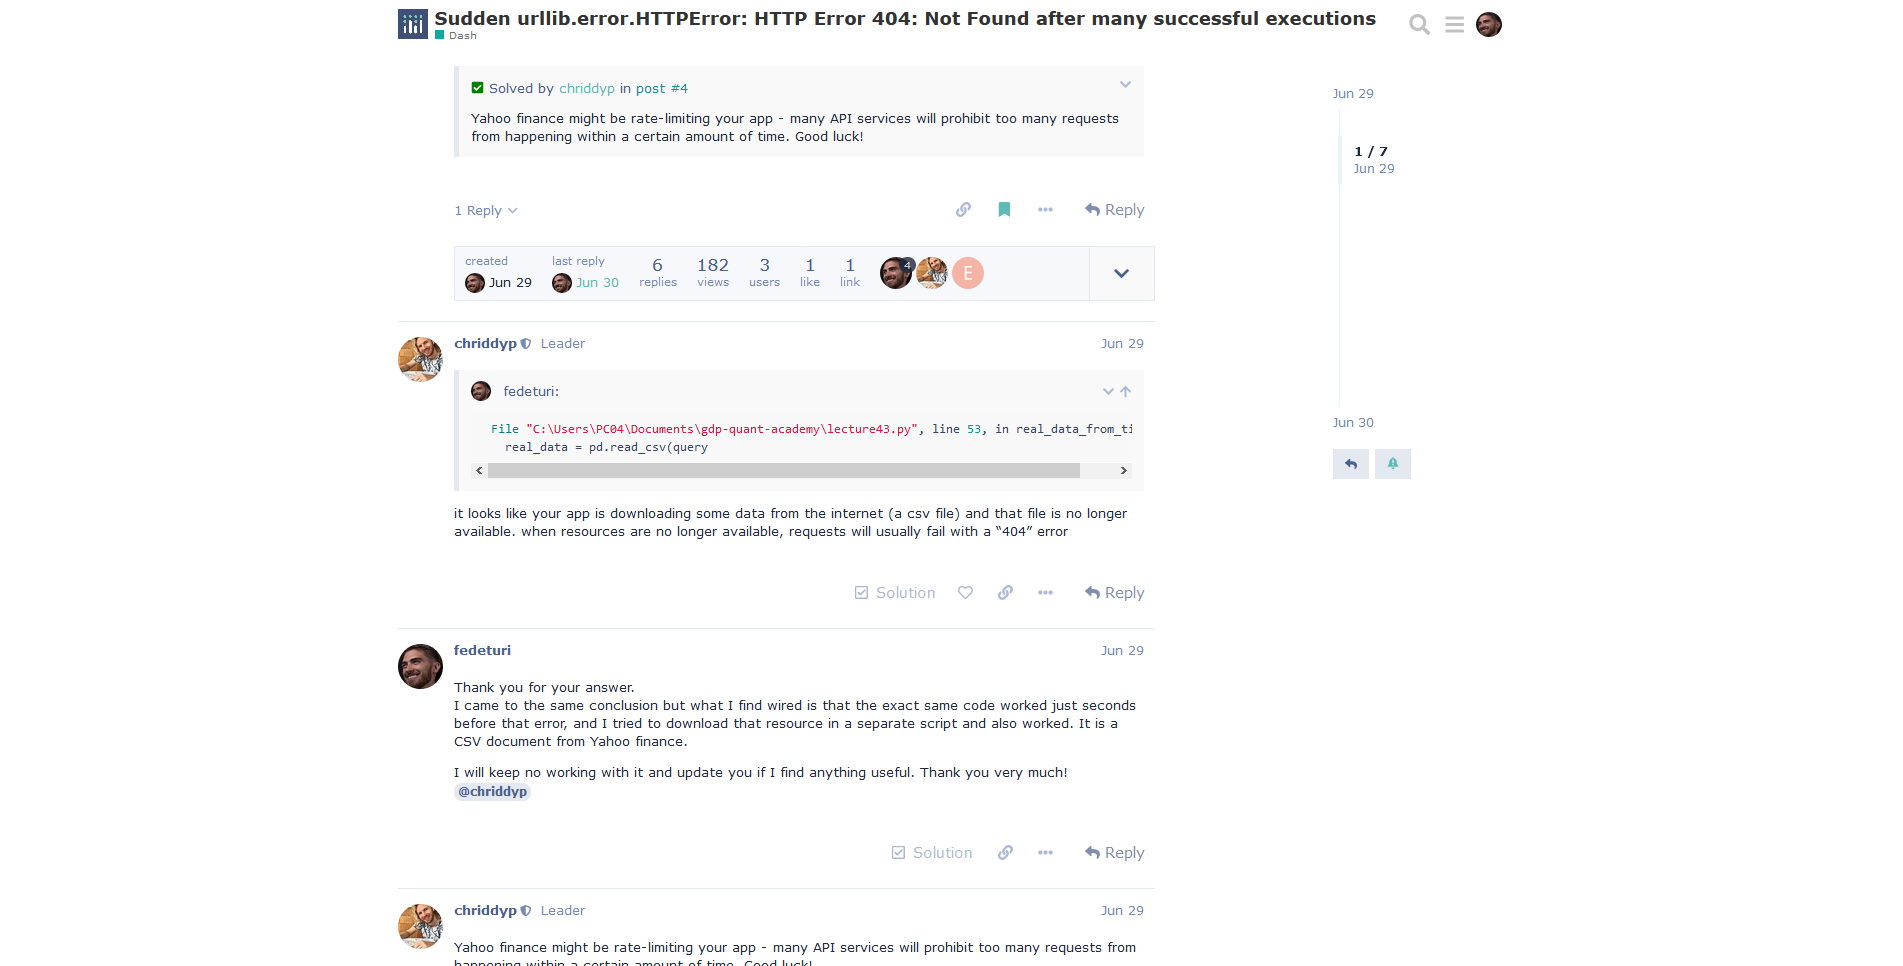 Sudden urllib.error.HTTPError: HTTP Error 404: Not Found after many successful executions
Dash
Solved by chriddyp in post #4
Yahoo finance might be rate-limiting your app - many API services will prohibit too many requests
from happening within a certain amount of time. Good luck!
Jun 29
1 / 7
Jun 29
Jun 30
1 Reply
Reply
created
Jun 29
last reply
Jun 30
6
replies
182
views
3
users
1
like
1
link
4
E
chriddyp Leader Jun 29
fedeturi:
File "C:\Users\PC04\Documents\gdp-quant-academy\lecture43.py", line 53, in real_data_from_ti
real_data = pd.read_csv(query
it looks like your app is downloading some data from the internet (a csv file) and that file is no longer
available. when resources are no longer available, requests will usually fail with a “404” error
Solution Reply
fedeturi Jun 29
Thank you for your answer.
I came to the same conclusion but what I find wired is that the exact same code worked just seconds
before that error, and I tried to download that resource in a separate script and also worked. It is a
CSV document from Yahoo finance.
I will keep no working with it and update you if I find anything useful. Thank you very much!
@chriddyp
Solution Reply
chriddyp Leader Jun 29
Yahoo finance might be rate-limiting your app - many API services will prohibit too many requests from
happening within a certain amount of time. Good luck!